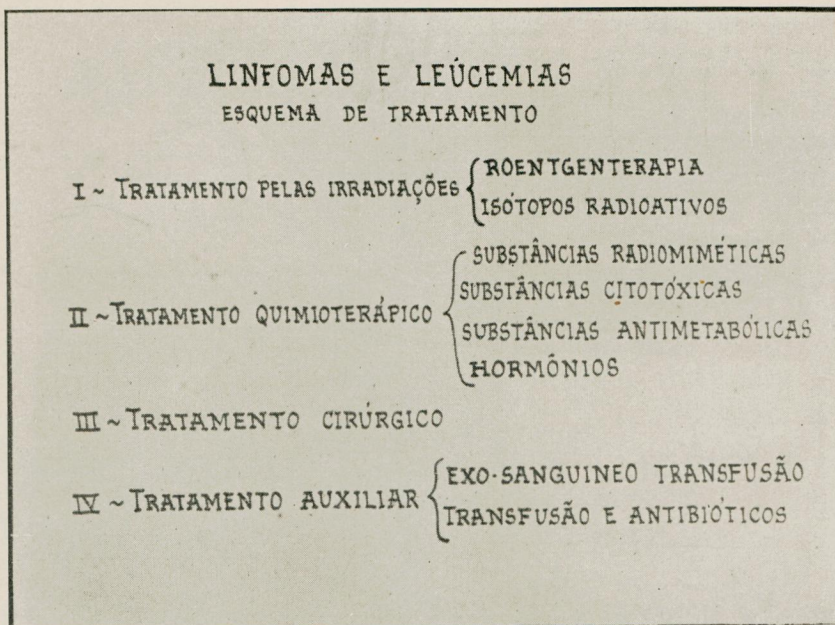 LINFOMAS E LEÚCEMIAS
ESQUEMA DE TRATAMENTO
I ~ TRATAMENTO PELAS IRRADIAÇÕES
ROENTGENTERAPIA
ISÓTOPOS RADIOATIVOS
II ~ TRATAMENTO QUIMIOTERÁPICO
SUBSTÂNCIAS RADIOMIMÉTICAS
SUBSTÂNCIAS CITOTÓXICAS
SUBSTÂNCIAS ANTIMETABÓLICAS
HORMÔNIOS
III ~ TRATAMENTO CIRÚRGICO
IV ~ TRATAMENTO AUXILIAR
EXO-SANGUINEO TRANSFUSÃO
TRANSFUSÃO E ANTIBIÓTICOS